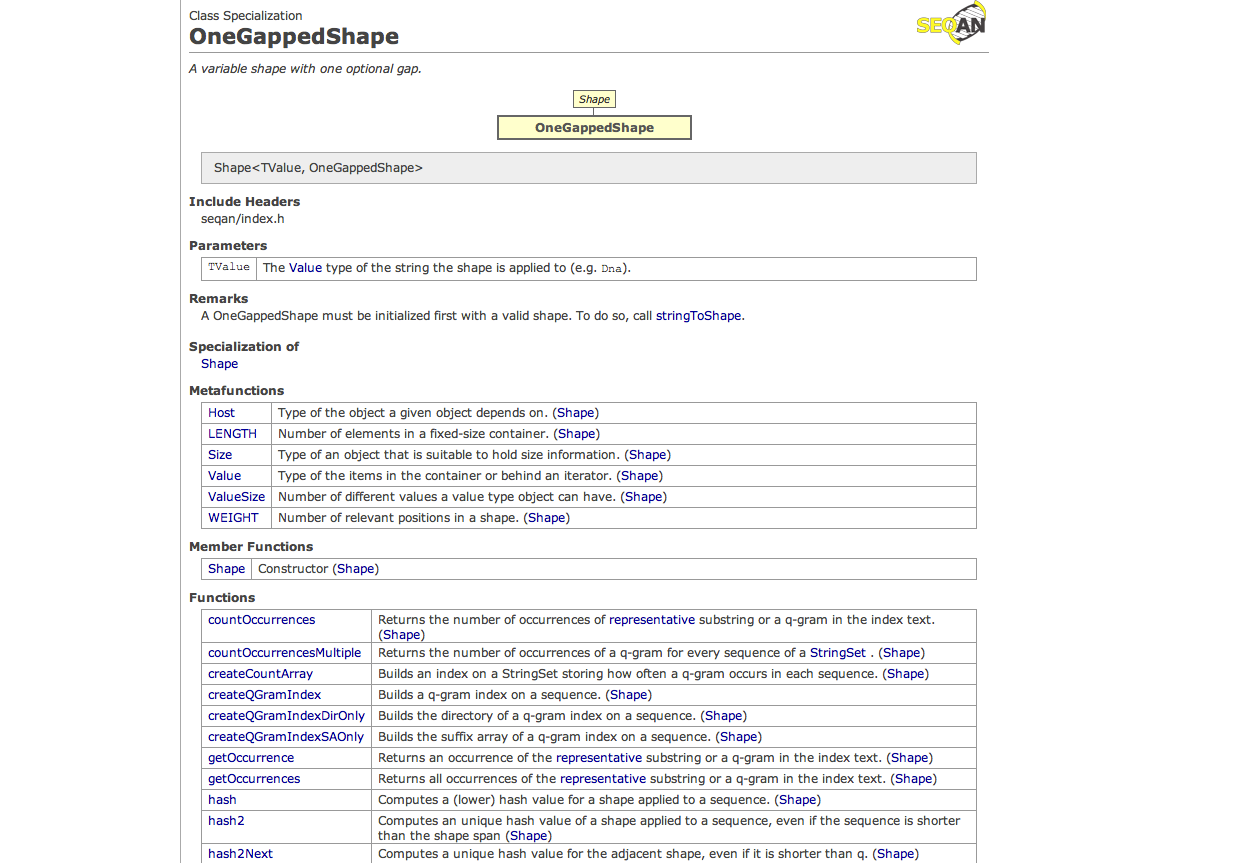 Class Specialization
OneGappedShape
SEQAN
A variable shape with one optional gap.
Shape
OneGappedShape
Shape<TValue, OneGappedShape>
Include Headers
seqan/index.h
Parameters
TValue The Value type of the string the shape is applied to (e.g. Dna).
Remarks
A OneGappedShape must be initialized first with a valid shape. To do so, call stringToShape.
Specialization of
Shape
Metafunctions
Host Type of the object a given object depends on. (Shape)
LENGTH Number of elements in a fixed-size container. (Shape)
Size Type of an object that is suitable to hold size information. (Shape)
Value Type of the items in the container or behind an iterator. (Shape)
ValueSize Number of different values a value type object can have. (Shape)
WEIGHT Number of relevant positions in a shape. (Shape)
Member Functions
Shape Constructor (Shape)
Functions
countOccurrences Returns the number of occurrences of representative substring or a q-gram in the index text.
(Shape)
countOccurrencesMultiple Returns the number of occurrences of a q-gram for every sequence of a StringSet . (Shape)
createCountArray Builds an index on a StringSet storing how often a q-gram occurs in each sequence. (Shape)
createQGramIndex Builds a q-gram index on a sequence. (Shape)
createQGramIndexDirOnly Builds the directory of a q-gram index on a sequence. (Shape)
createQGramIndexSAOnly Builds the suffix array of a q-gram index on a sequence. (Shape)
getOccurrence Returns an occurrence of the representative substring or a q-gram in the index text. (Shape)
getOccurrences Returns all occurrences of the representative substring or a q-gram in the index text. (Shape)
hash Computes a (lower) hash value for a shape applied to a sequence. (Shape)
hash2 Computes an unique hash value of a shape applied to a sequence, even if the sequence is shorter
than the shape span (Shape)
hash2Next Computes a unique hash value for the adjacent shape, even if it is shorter than q. (Shape)